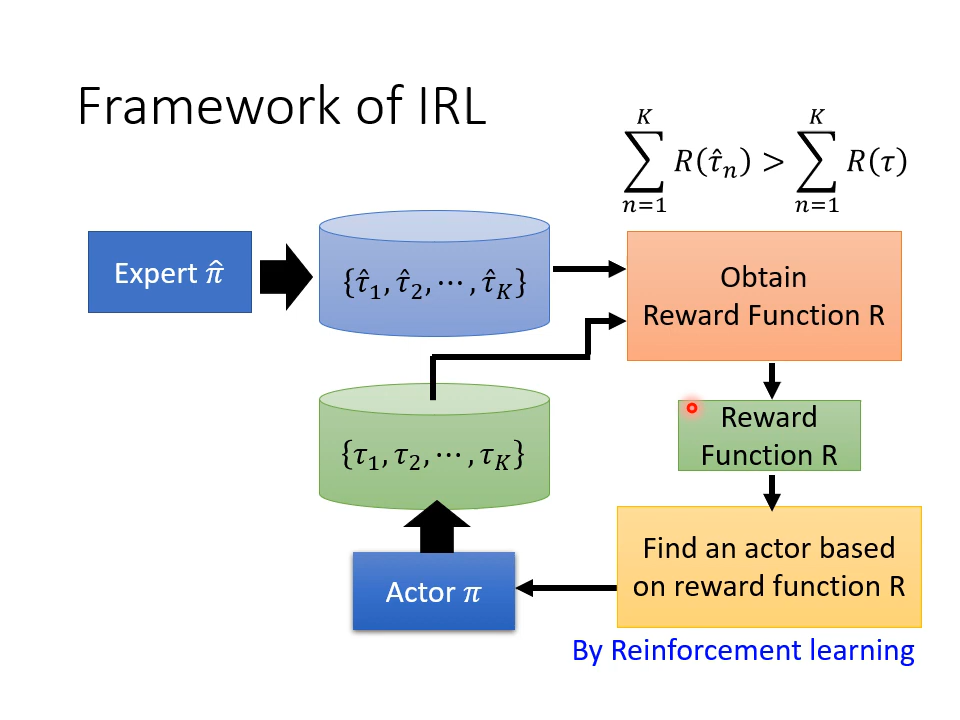 Framework of IRL
∑_{n=1}^{K} R(τ̂_n) > ∑_{n=1}^{K} R(τ)
Expert π̂
{τ̂_1, τ̂_2, ⋯ , τ̂_K}
Obtain
Reward Function R
{τ_1, τ_2, ⋯ , τ_K}
Reward
Function R
Find an actor based
on reward function R
Actor π
By Reinforcement learning